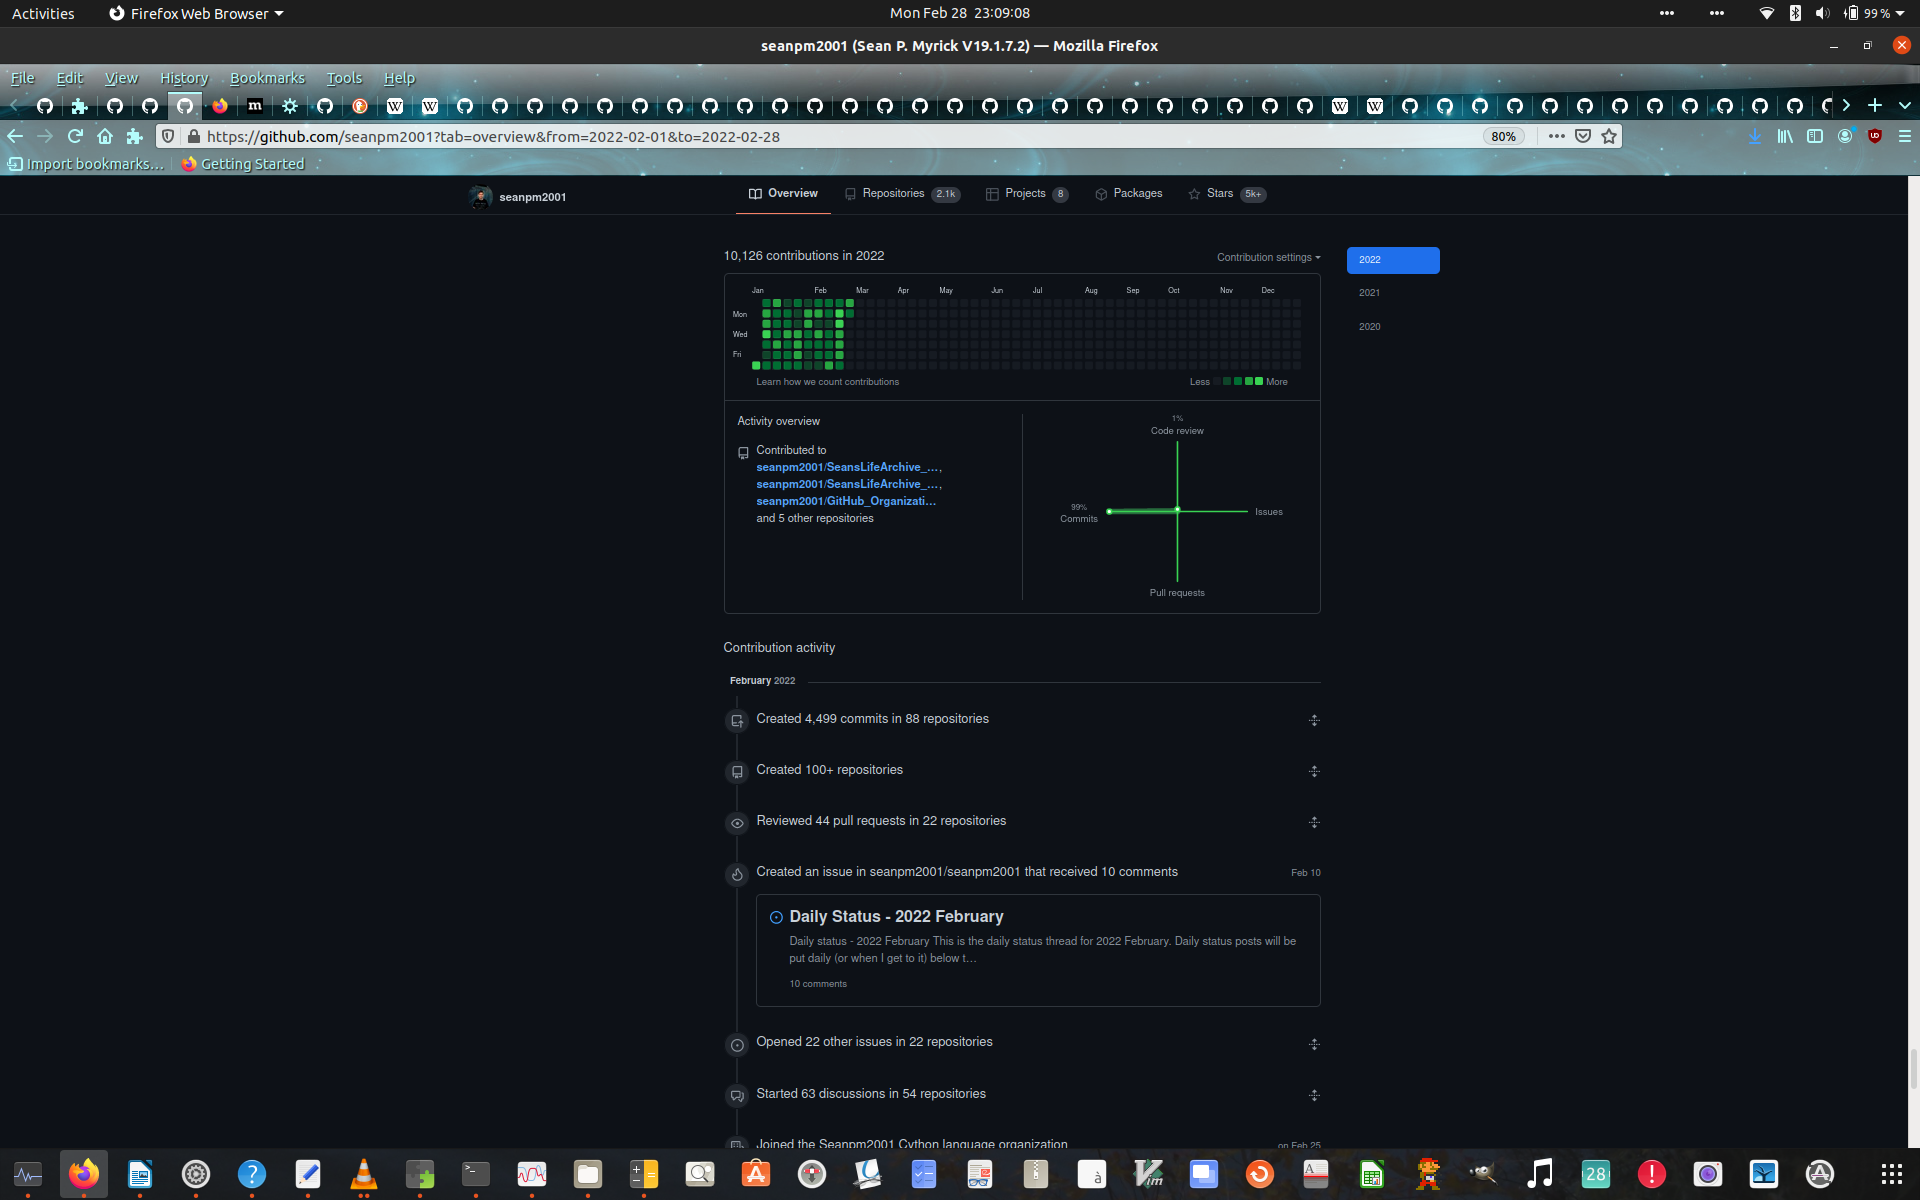 Activities
Firefox Web Browser
Mon Feb 28 23:09:08
99 %
seanpm2001 (Sean P. Myrick V19.1.7.2) — Mozilla Firefox
File Edit View History Bookmarks Tools Help
https://github.com/seanpm2001?tab=overview&from=2022-02-01&to=2022-02-28
80%
Import bookmarks…
Getting Started
seanpm2001
Overview
Repositories 2.1k
Projects 8
Packages
Stars 5k+
10,126 contributions in 2022
Contribution settings
2022
2021
2020
Jan Feb Mar Apr May Jun Jul Aug Sep Oct Nov Dec
Mon
Wed
Fri
Learn how we count contributions
Less More
Activity overview
Contributed to
seanpm2001/SeansLifeArchive_…,
seanpm2001/SeansLifeArchive_…,
seanpm2001/GitHub_Organizati…
and 5 other repositories
1%
Code review
99%
Commits
Issues
Pull requests
Contribution activity
February 2022
Created 4,499 commits in 88 repositories
Created 100+ repositories
Reviewed 44 pull requests in 22 repositories
Created an issue in seanpm2001/seanpm2001 that received 10 comments
Feb 10
Daily Status - 2022 February
Daily status - 2022 February This is the daily status thread for 2022 February. Daily status posts will be
put daily (or when I get to it) below t…
10 comments
Opened 22 other issues in 22 repositories
Started 63 discussions in 54 repositories
Joined the Seanpm2001 Cython language organization
on Feb 25
28